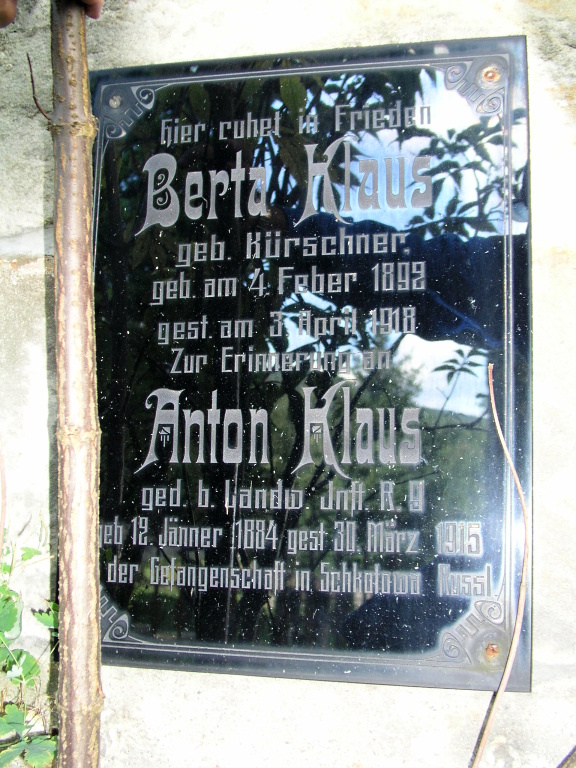 Hier ruhet in Frieden
Berta Klaus
geb. Kürschner
geb. am 4. Feber 1892
gest. am 3. April 1918
Zur Erinnerung an
Anton Klaus
ged. b. Landw. Inft. R. 9
geb 12. Jänner 1884 gest 30. März 1915
der Gefangenschaft in Schkotowa Russl